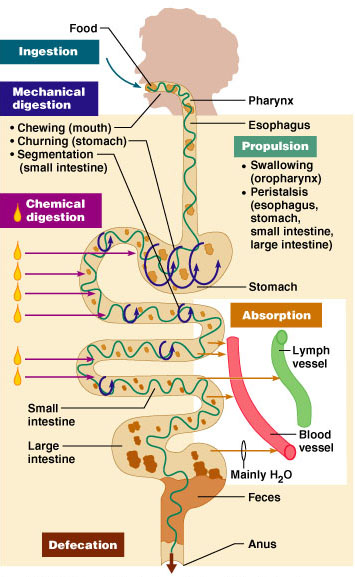 Food
Ingestion
Mechanical
digestion
• Chewing (mouth)
• Churning (stomach)
• Segmentation
(small intestine)
Pharynx
Esophagus
Propulsion
• Swallowing
(oropharynx)
• Peristalsis
(esophagus,
stomach,
small intestine,
large intestine)
Chemical
digestion
Stomach
Absorption
Lymph
vessel
Blood
vessel
Small
intestine
Large
intestine
Mainly H₂O
Feces
Defecation
Anus